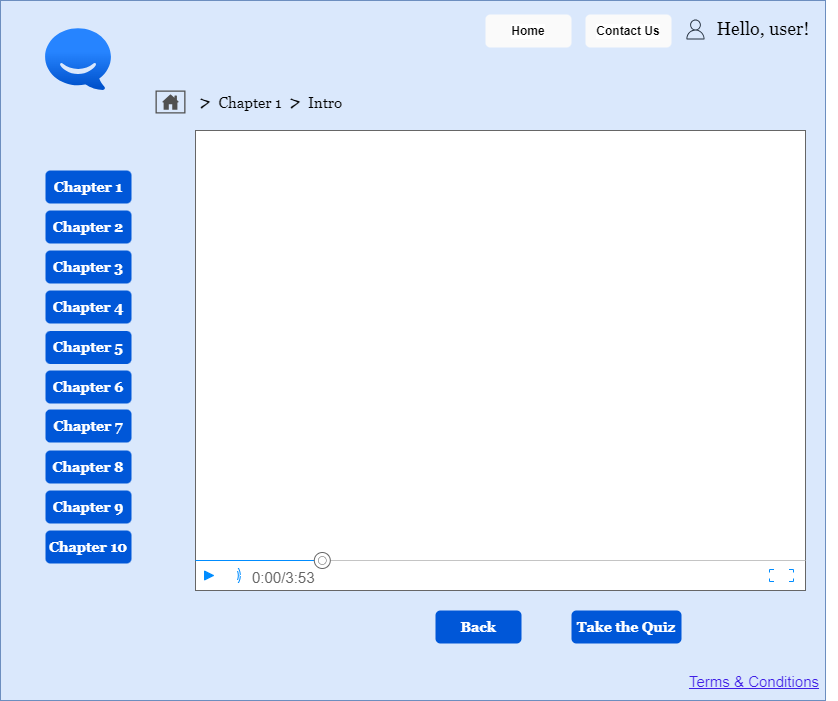 Home
Contact Us
Hello, user!
> Chapter 1 > Intro
Chapter 1
Chapter 2
Chapter 3
Chapter 4
Chapter 5
Chapter 6
Chapter 7
Chapter 8
Chapter 9
Chapter 10
0:00/3:53
Back
Take the Quiz
Terms & Conditions